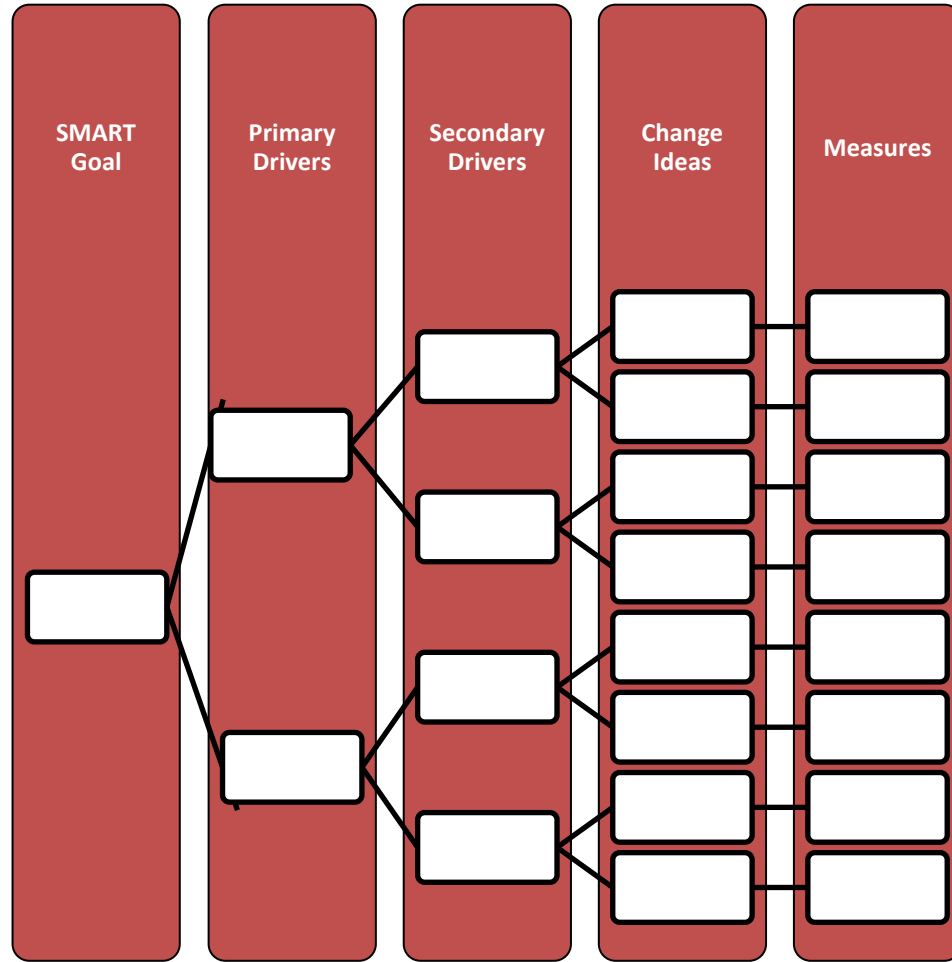 SMART
Goal
Primary
Drivers
Secondary
Drivers
Change
Ideas
Measures